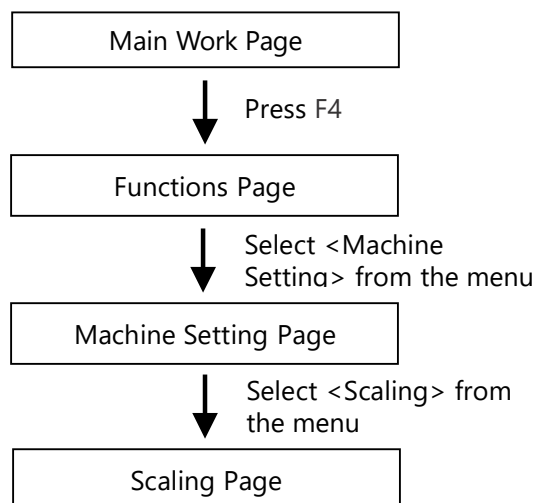 Main Work Page
Press F4
Functions Page
Select <Machine
Setting> from the menu
Machine Setting Page
Select <Scaling> from
the menu
Scaling Page